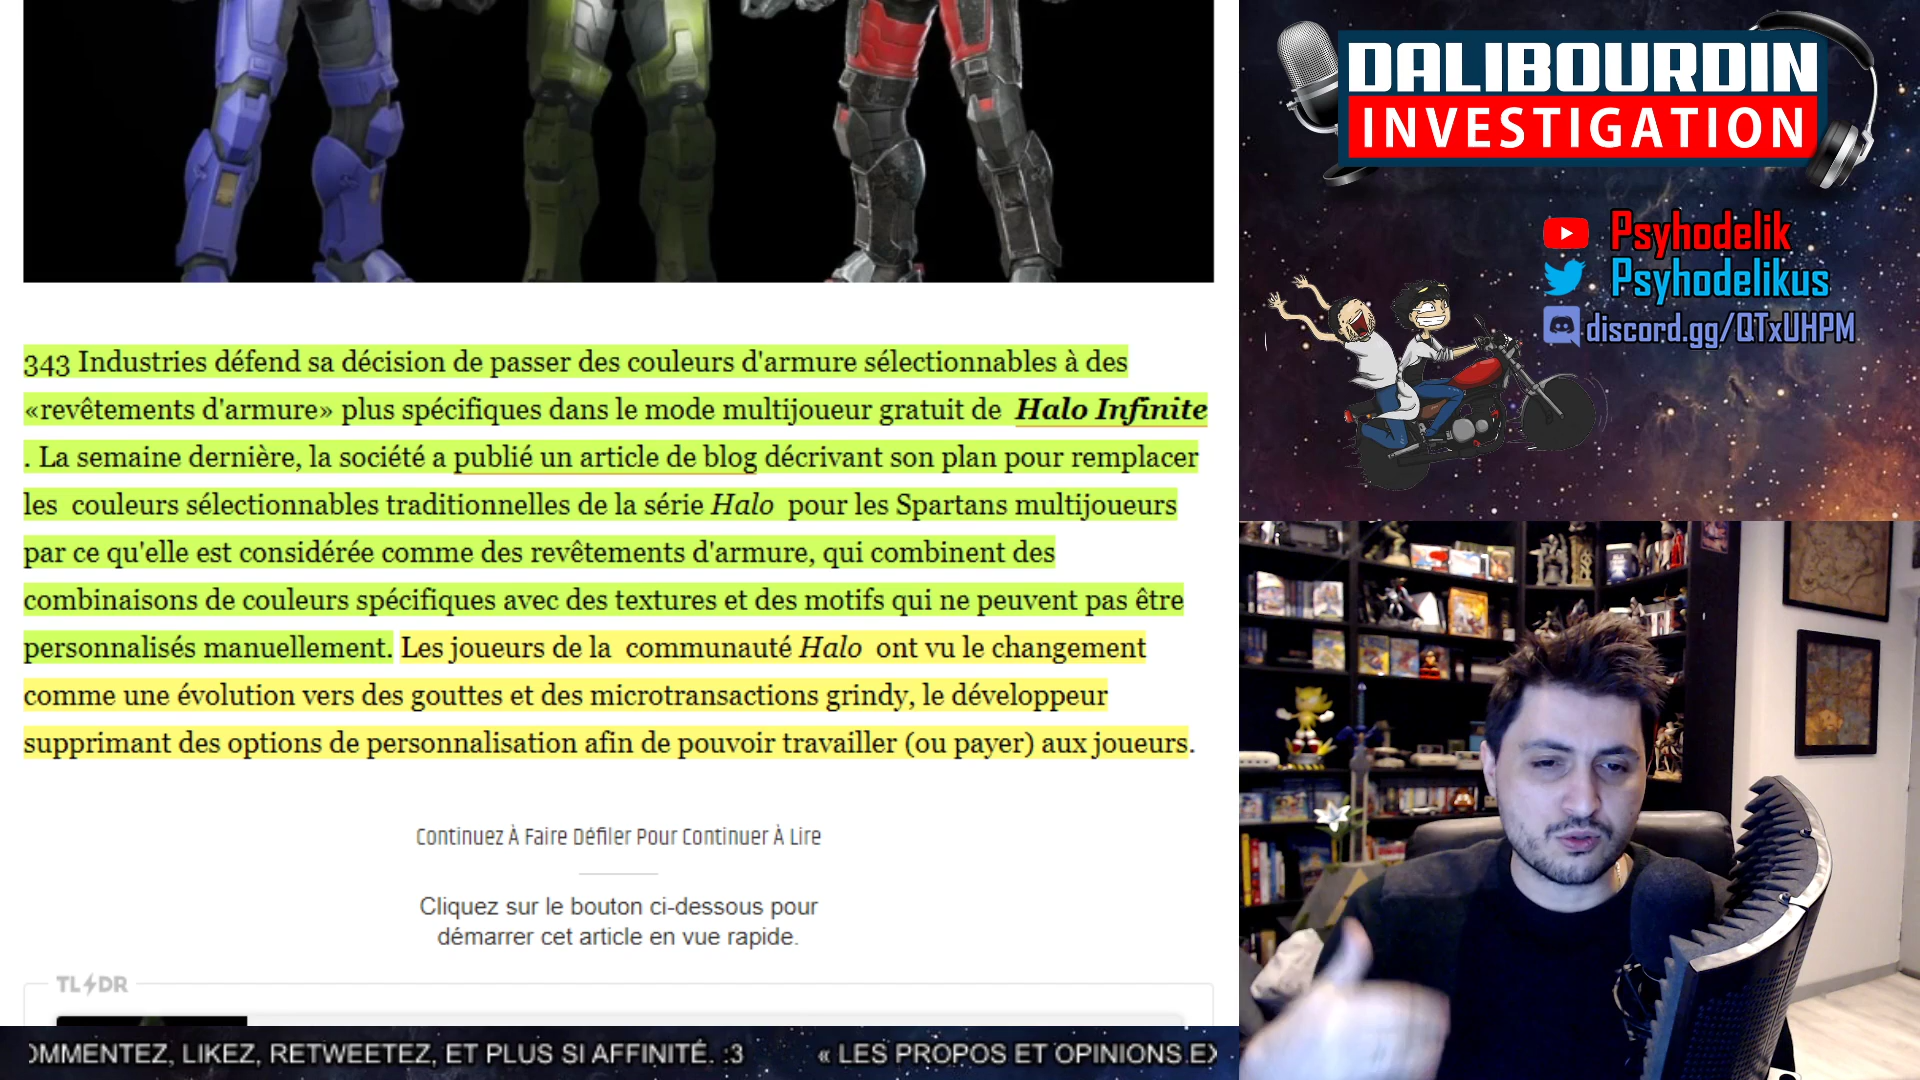 343 Industries défend sa décision de passer des couleurs d'armure sélectionnables à des
«revêtements d'armure» plus spécifiques dans le mode multijoueur gratuit de Halo Infinite
. La semaine dernière, la société a publié un article de blog décrivant son plan pour remplacer
les couleurs sélectionnables traditionnelles de la série Halo pour les Spartans multijoueurs
par ce qu'elle est considérée comme des revêtements d'armure, qui combinent des
combinaisons de couleurs spécifiques avec des textures et des motifs qui ne peuvent pas être
personnalisés manuellement. Les joueurs de la communauté Halo ont vu le changement
comme une évolution vers des gouttes et des microtransactions grindy, le développeur
supprimant des options de personnalisation afin de pouvoir travailler (ou payer) aux joueurs.
Continuez À Faire Défiler Pour Continuer À Lire
Cliquez sur le bouton ci-dessous pour
démarrer cet article en vue rapide.
TL DR
OMMENTEZ, LIKEZ, RETWEETEZ, ET PLUS SI AFFINITÉ. :3 « LES PROPOS ET OPINIONS EX
DALIBOURDIN
INVESTIGATION
Psyhodelik
Psyhodelikus
discord.gg/QTxUHPM